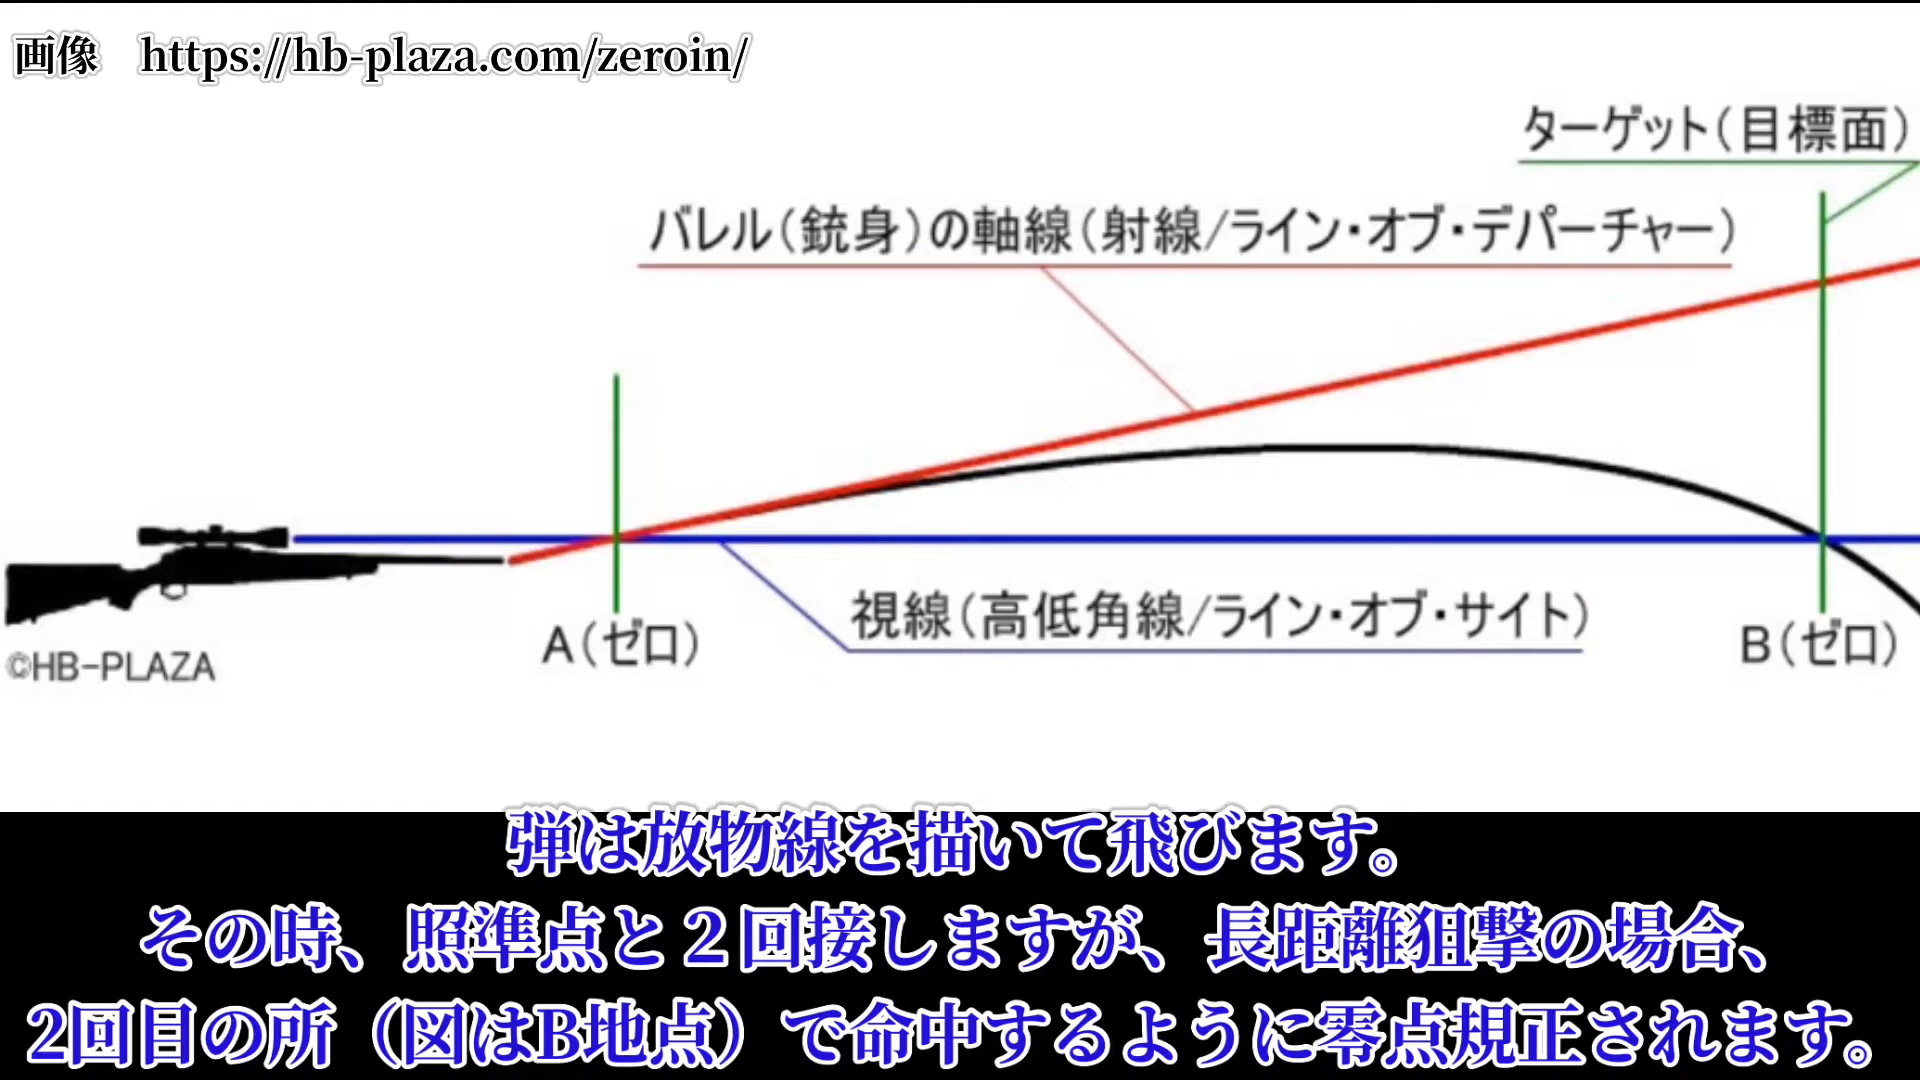 画像　https://hb-plaza.com/zeroin/
ターゲット（目標面）
バレル（銃身）の軸線（射線/ライン・オブ・デパーチャー）
視線（高低角線/ライン・オブ・サイト）
A（ゼロ）
B（ゼロ）
©HB-PLAZA
弾は放物線を描いて飛びます。
その時、照準点と２回接しますが、長距離狙撃の場合、
2回目の所（図はB地点）で命中するように零点規正されます。